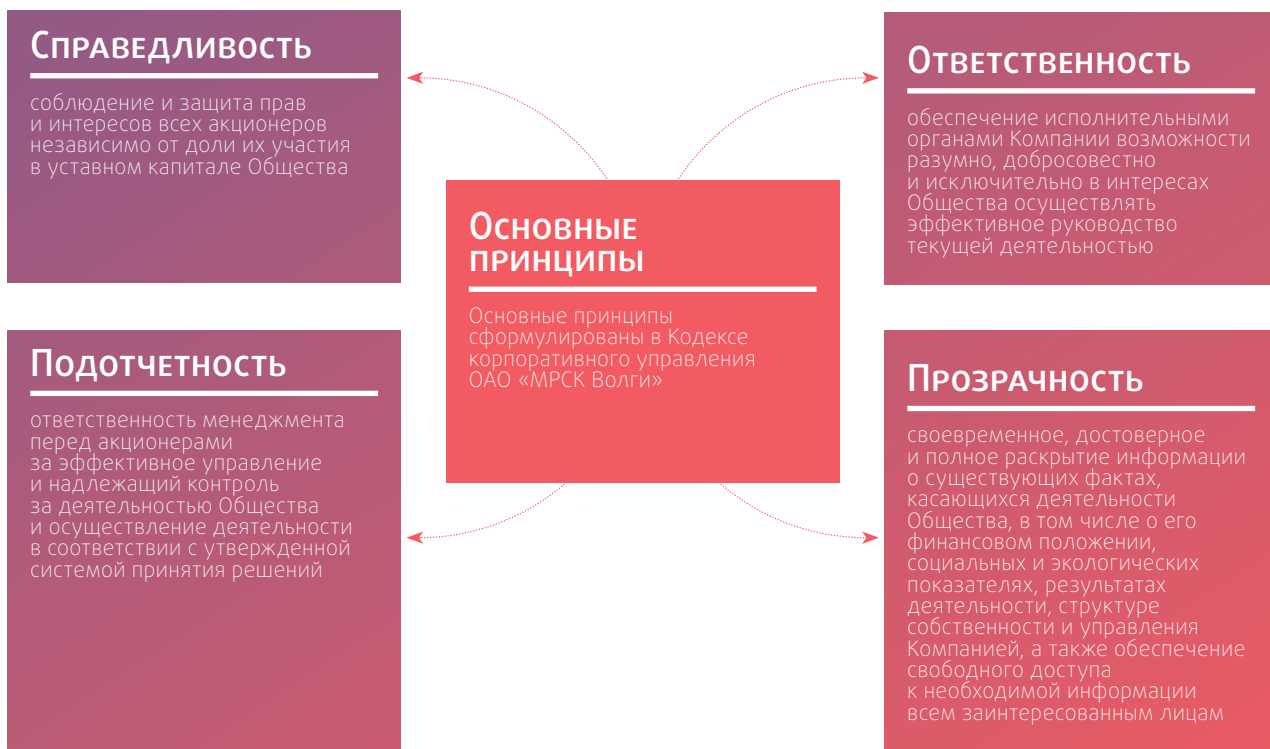 Справедливость
соблюдение и защита прав
и интересов всех акционеров
независимо от доли их участия
в уставном капитале Общества
Ответственность
обеспечение исполнительными
органами Компании возможности
разумно, добросовестно
и исключительно в интересах
Общества осуществлять
эффективное руководство
текущей деятельностью
Основные
принципы
Основные принципы
сформулированы в Кодексе
корпоративного управления
ОАО «МРСК Волги»
Подотчетность
ответственность менеджмента
перед акционерами
за эффективное управление
и надлежащий контроль
за деятельностью Общества
и осуществление деятельности
в соответствии с утвержденной
системой принятия решений
Прозрачность
своевременное, достоверное
и полное раскрытие информации
о существующих фактах,
касающихся деятельности
Общества, в том числе о его
финансовом положении,
социальных и экологических
показателях, результатах
деятельности, структуре
собственности и управления
Компанией, а также обеспечение
свободного доступа
к необходимой информации
всем заинтересованным лицам